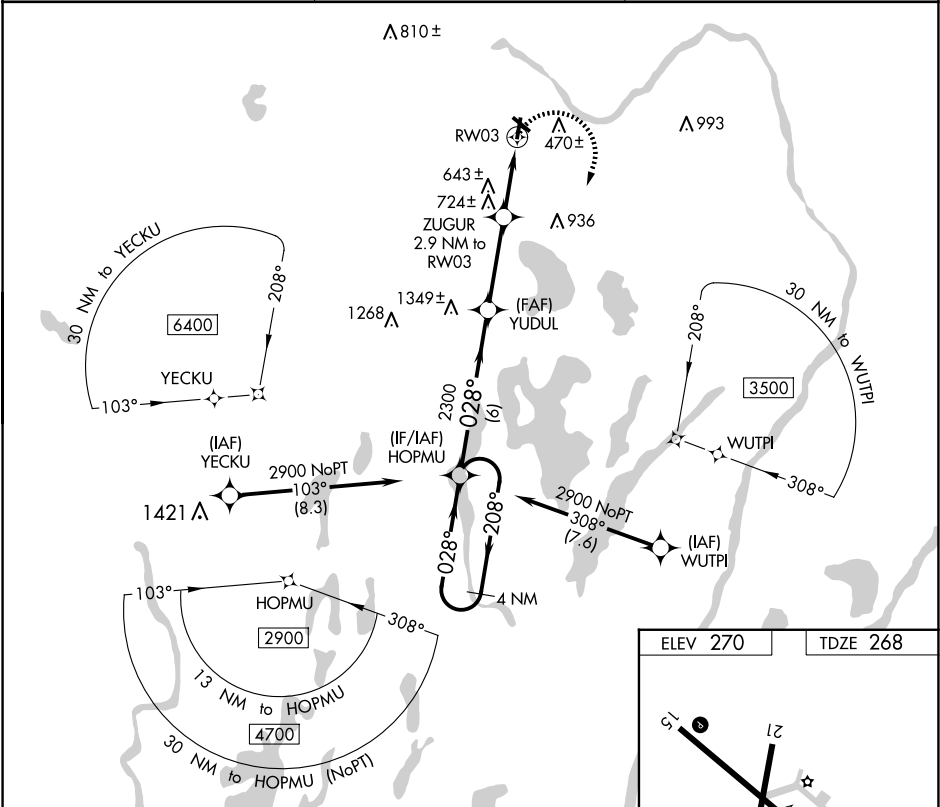 810±
993
RW03
470±
643±
724±
ZUGUR
2.9 NM to
RW03
936
30 NM to YECKU
208°
6400
YECKU
103°
1268
1349±
(FAF)
YUDUL
30 NM to WUTPI
208°
3500
WUTPI
308°
2300
028°
(6)
(IF/IAF)
HOPMU
(IAF)
YECKU
2900 NoPT
103°
(8.3)
1421
2900 NoPT
308°
(7.6)
(IAF)
WUTPI
028°
208°
4 NM
103°
HOPMU
308°
2900
13 NM to HOPMU
4700
30 NM to HOPMU (NoPT)
ELEV 270
TDZE 268
15
P
21